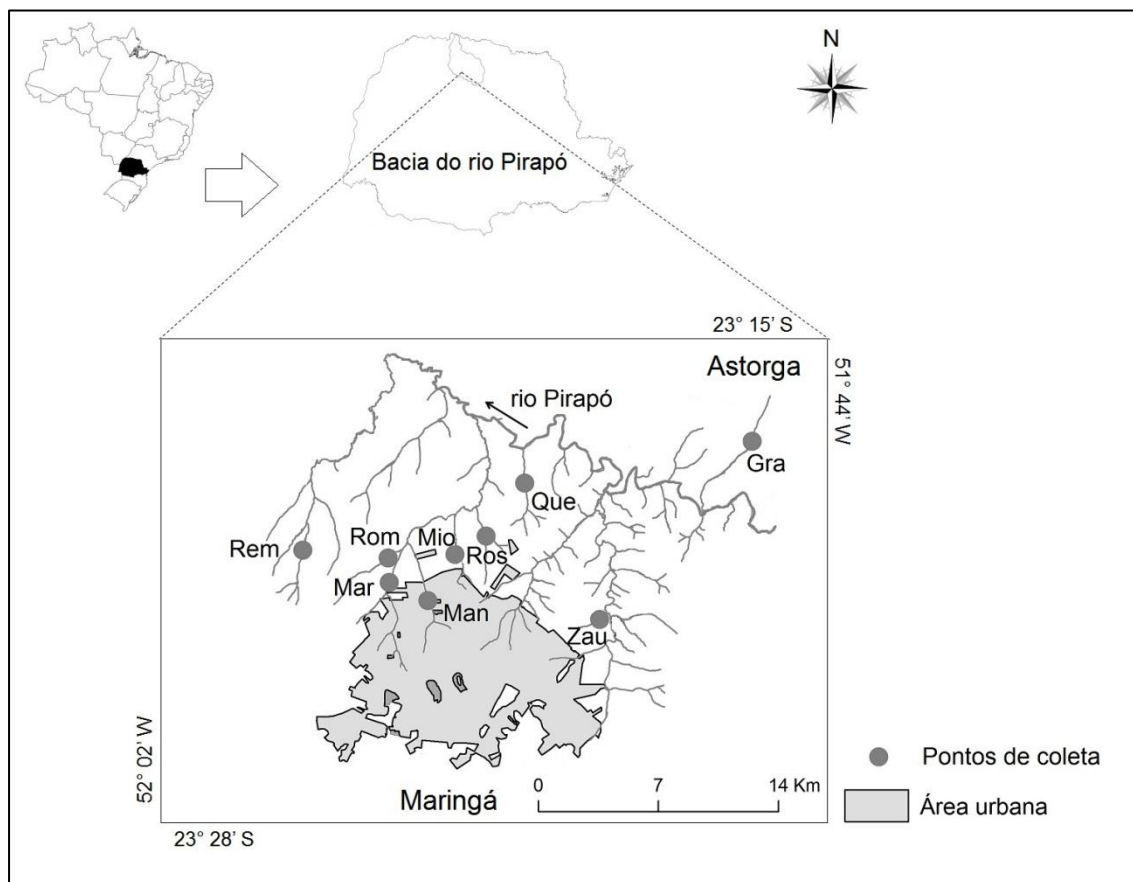 N
Bacia do rio Pirapó
23° 15' S
51° 44' W
Astorga
rio Pirapó
Gra
Que
Rem
Rom
Mio
Ros
Mar
Man
Zau
52° 02' W
Maringá
0 7 14 Km
23° 28' S
Pontos de coleta
Área urbana